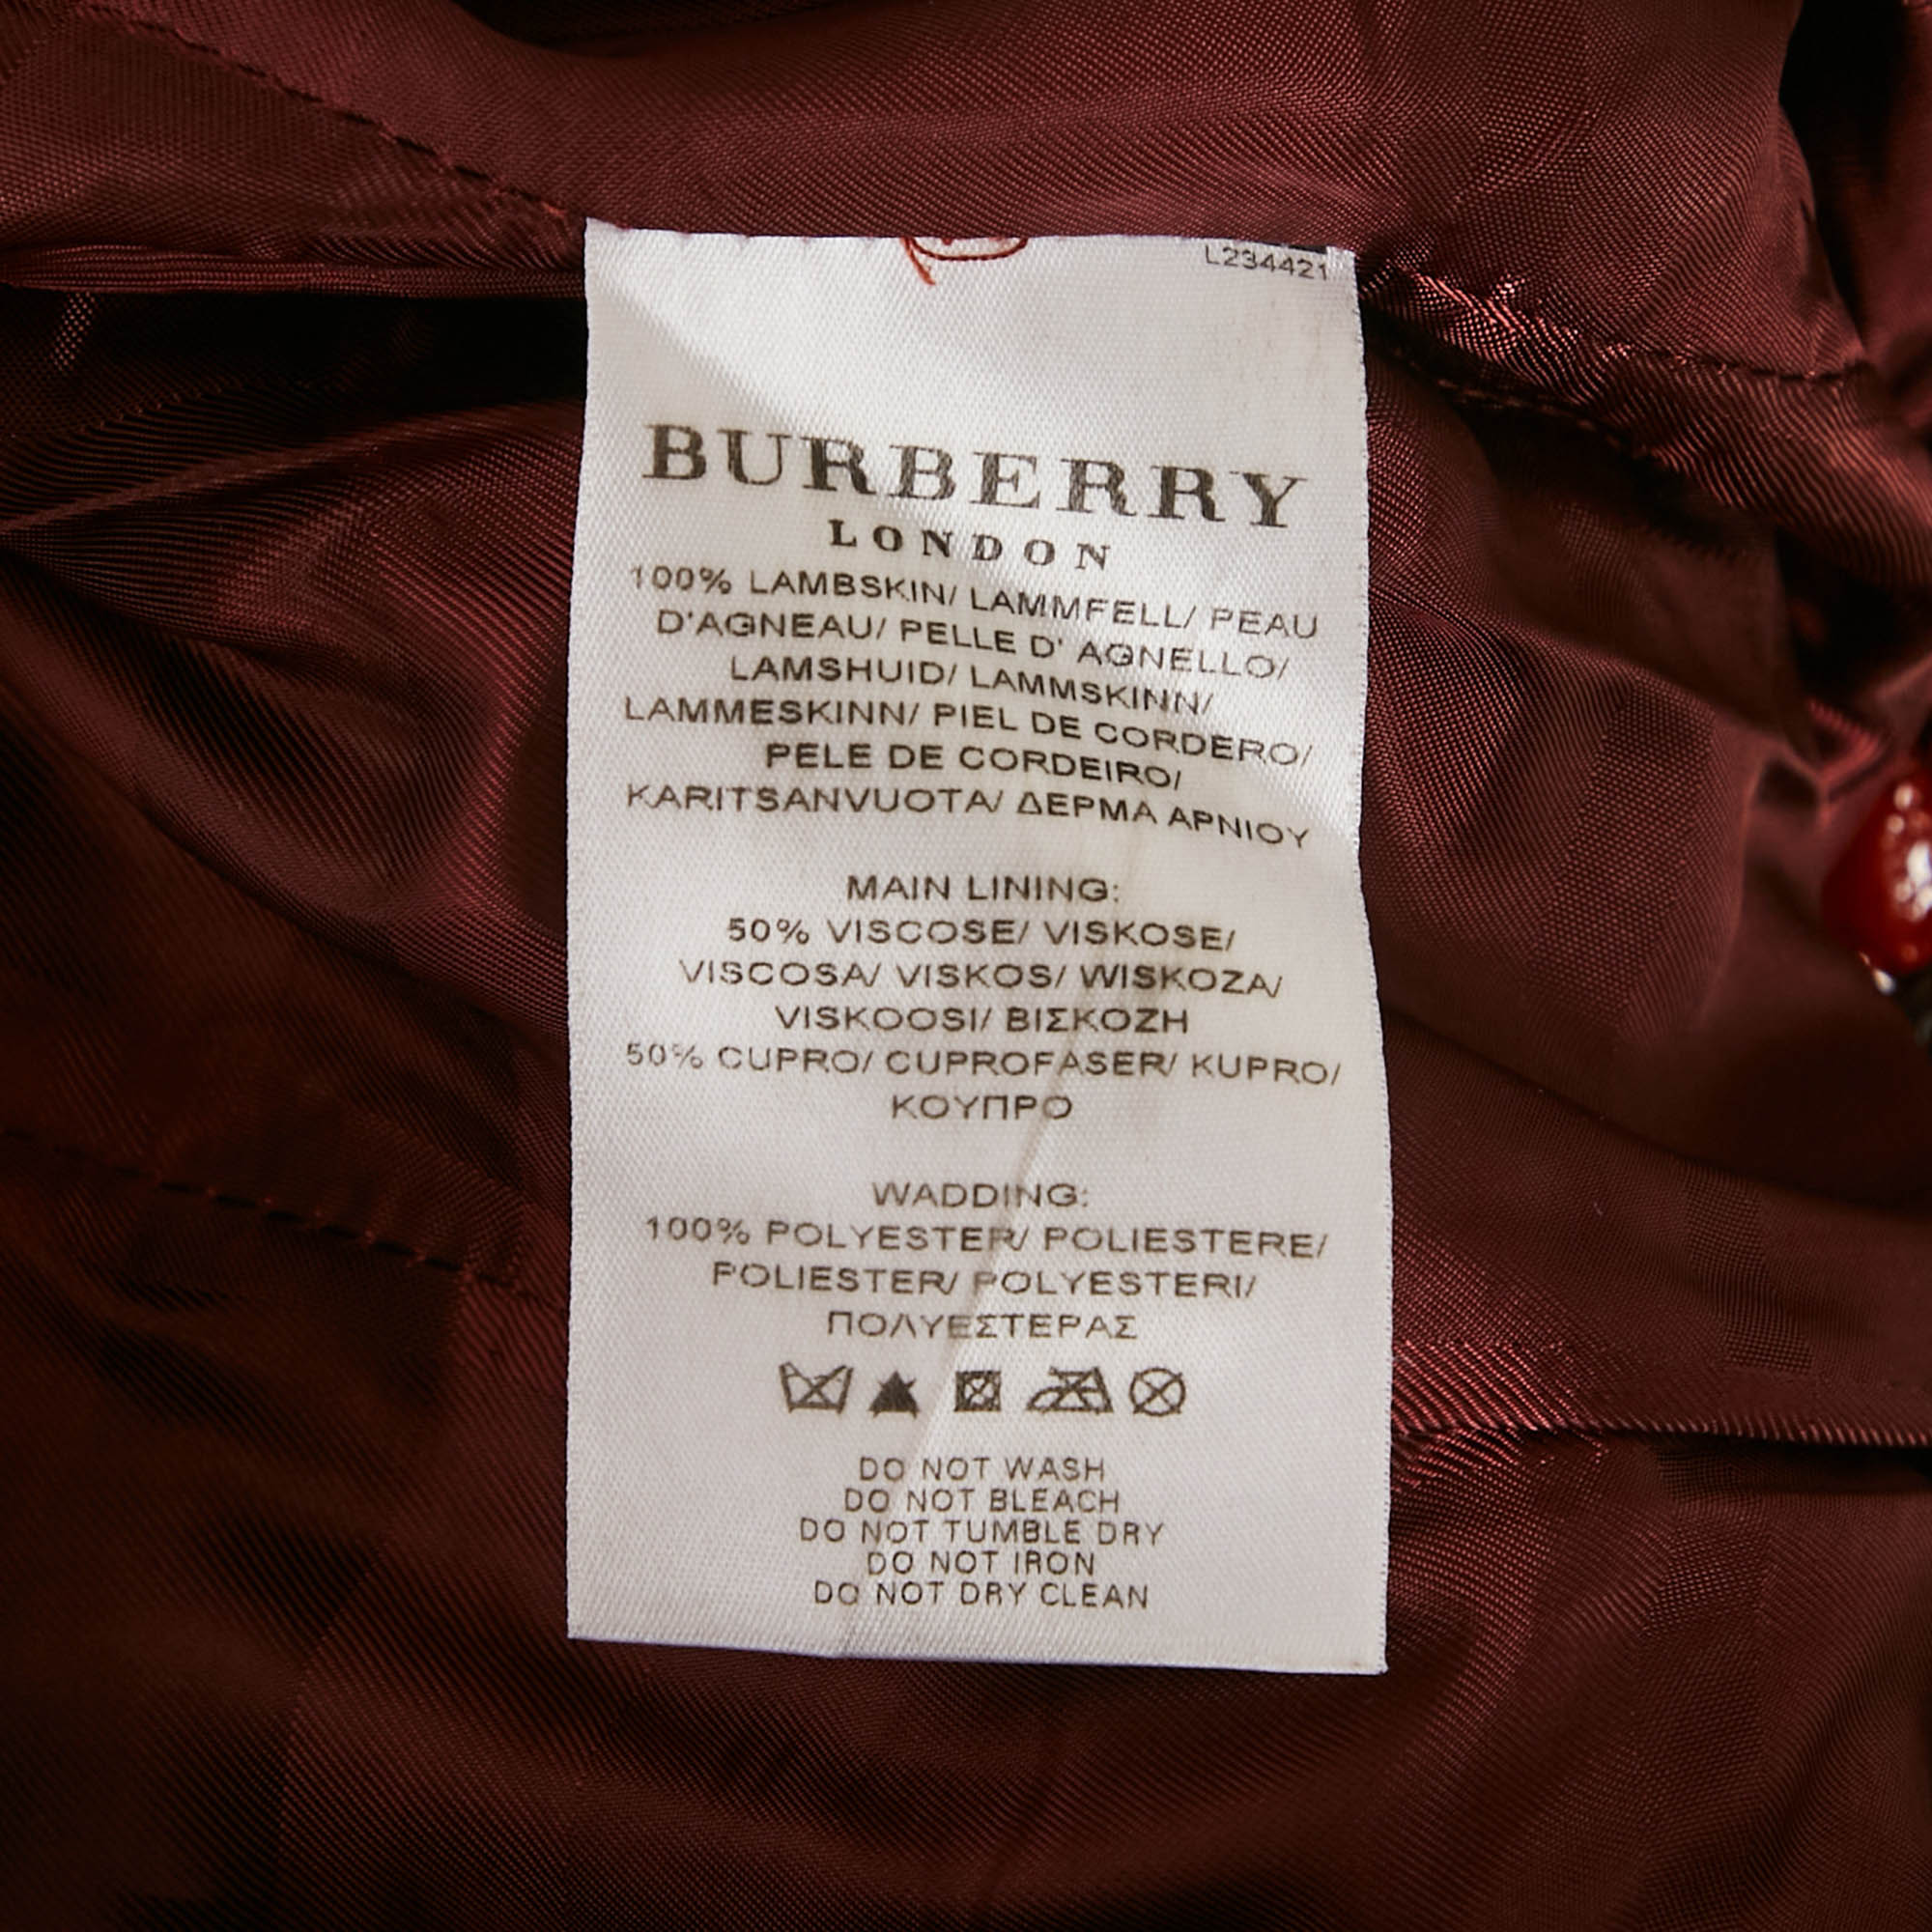 L234421
BURBERRY
LONDON
100% LAMBSKIN/ LAMMFELL/ PEAU
D'AGNEAU/ PELLE D' AGNELLO/
LAMSHUID/ LAMMSKINN/
LAMMESKINN/ PIEL DE CORDERO/
PELE DE CORDEIRO/
KARITSANVUOTA/ ΔΕΡΜΑ ΑΡΝΙΟΥ
MAIN LINING:
50% VISCOSE/ VISKOSE/
VISCOSA/ VISKOS/ WISKOZA/
VISKOOSI/ ΒΙΣΚΟΖΗ
50% CUPRO/ CUPROFASER/ KUPRO/
ΚΟΥΠΡΟ
WADDING:
100% POLYESTER/ POLIESTERE/
POLIESTER/ POLYESTERI/
ΠΟΛΥΕΣΤΕΡΑΣ
DO NOT WASH
DO NOT BLEACH
DO NOT TUMBLE DRY
DO NOT IRON
DO NOT DRY CLEAN